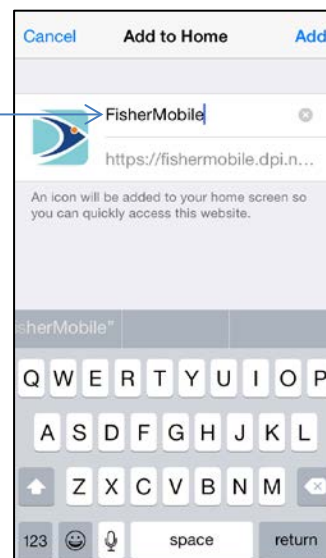 Cancel Add to Home Add
FisherMobile
https://fishermobile.dpi.n...
An icon will be added to your home screen so
you can quickly access this website.
sherMobile"
Q W E R T Y U I O P
A S D F G H J K L
Z X C V B N M
123 space return